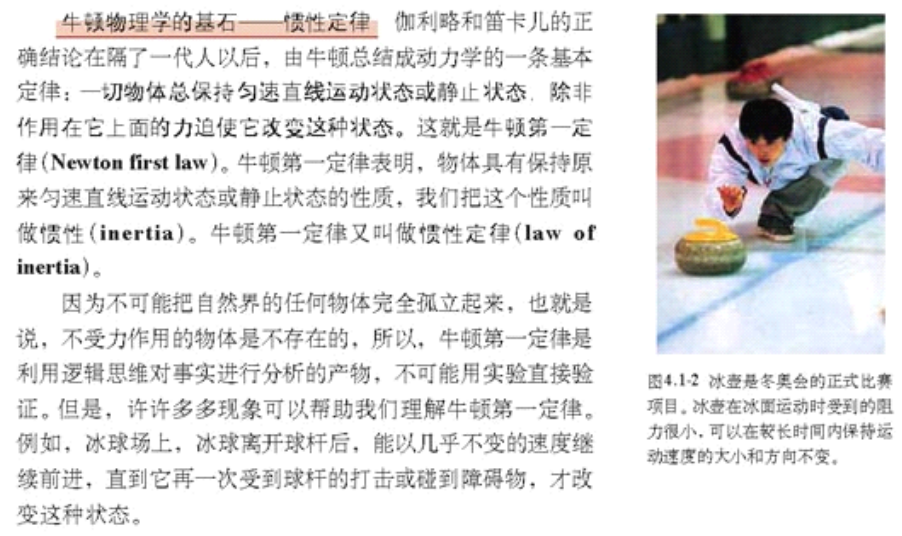 牛顿物理学的基石——惯性定律　伽利略和笛卡儿的正
确结论在隔了一代人以后，由牛顿总结成动力学的一条基本
定律：一切物体总保持匀速直线运动状态或静止状态，除非
作用在它上面的力迫使它改变这种状态。这就是牛顿第一定
律(Newton first law)。牛顿第一定律表明，物体具有保持原
来匀速直线运动状态或静止状态的性质，我们把这个性质叫
做惯性(inertia)。牛顿第一定律又叫做惯性定律(law of
inertia)。
因为不可能把自然界的任何物体完全孤立起来，也就是
说，不受力作用的物体是不存在的，所以，牛顿第一定律是
利用逻辑思维对事实进行分析的产物，不可能用实验直接验
证。但是，许许多多现象可以帮助我们理解牛顿第一定律。
例如，冰球场上，冰球离开球杆后，能以几乎不变的速度继
续前进，直到它再一次受到球杆的打击或碰到障碍物，才改
变这种状态。
图4.1-2 冰壶是冬奥会的正式比赛
项目。冰壶在冰面运动时受到的阻
力很小，可以在较长时间内保持运
动速度的大小和方向不变。